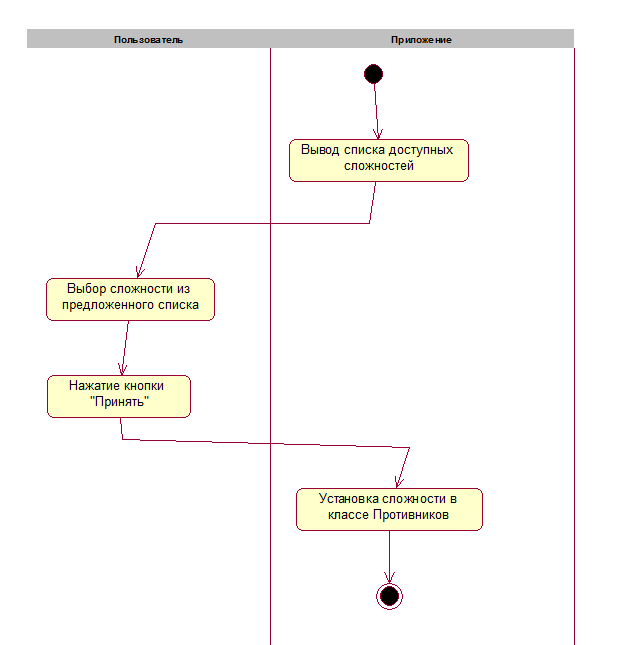 Пользователь
Приложение
Вывод списка доступных
сложностей
Выбор сложности из
предложенного списка
Нажатие кнопки
"Принять"
Установка сложности в
классе Противников